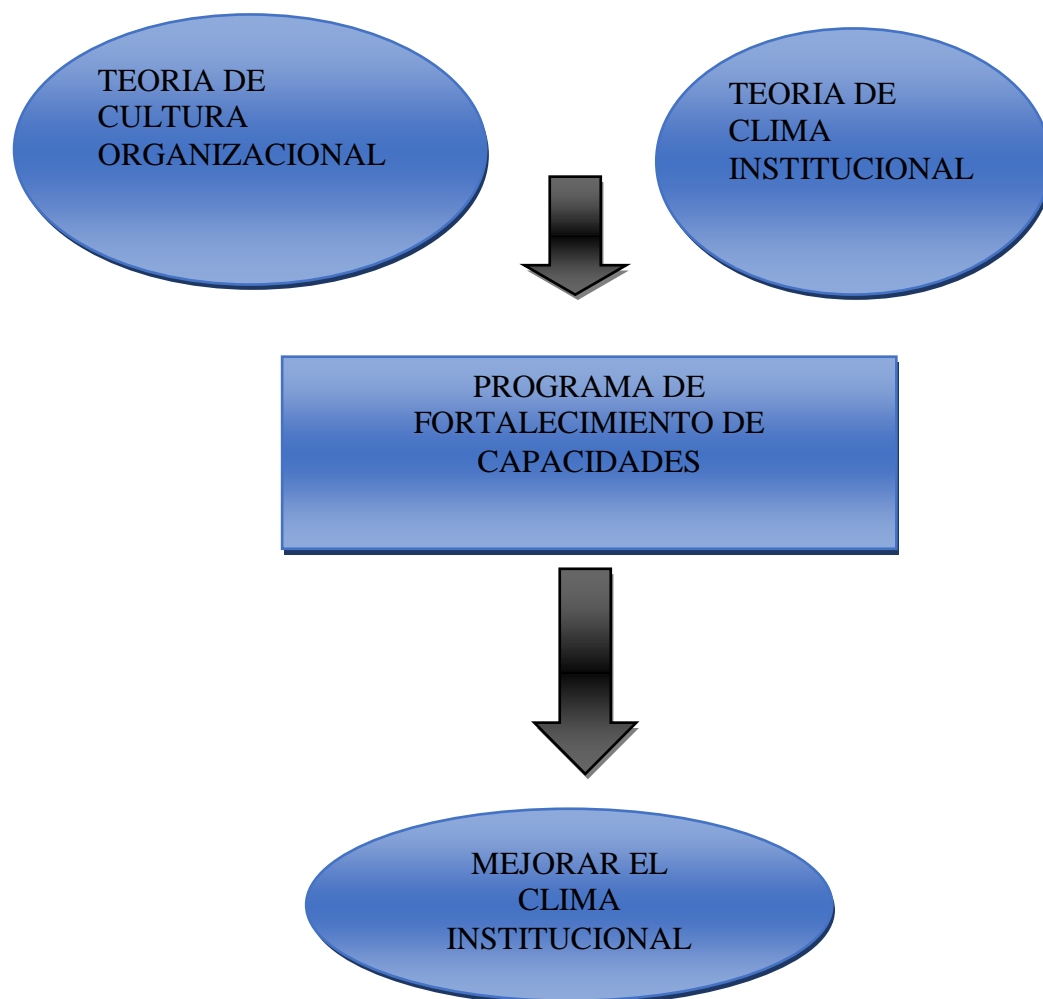 TEORIA DE
CULTURA
ORGANIZACIONAL
TEORIA DE
CLIMA
INSTITUCIONAL
PROGRAMA DE
FORTALECIMIENTO DE
CAPACIDADES
MEJORAR EL
CLIMA
INSTITUCIONAL